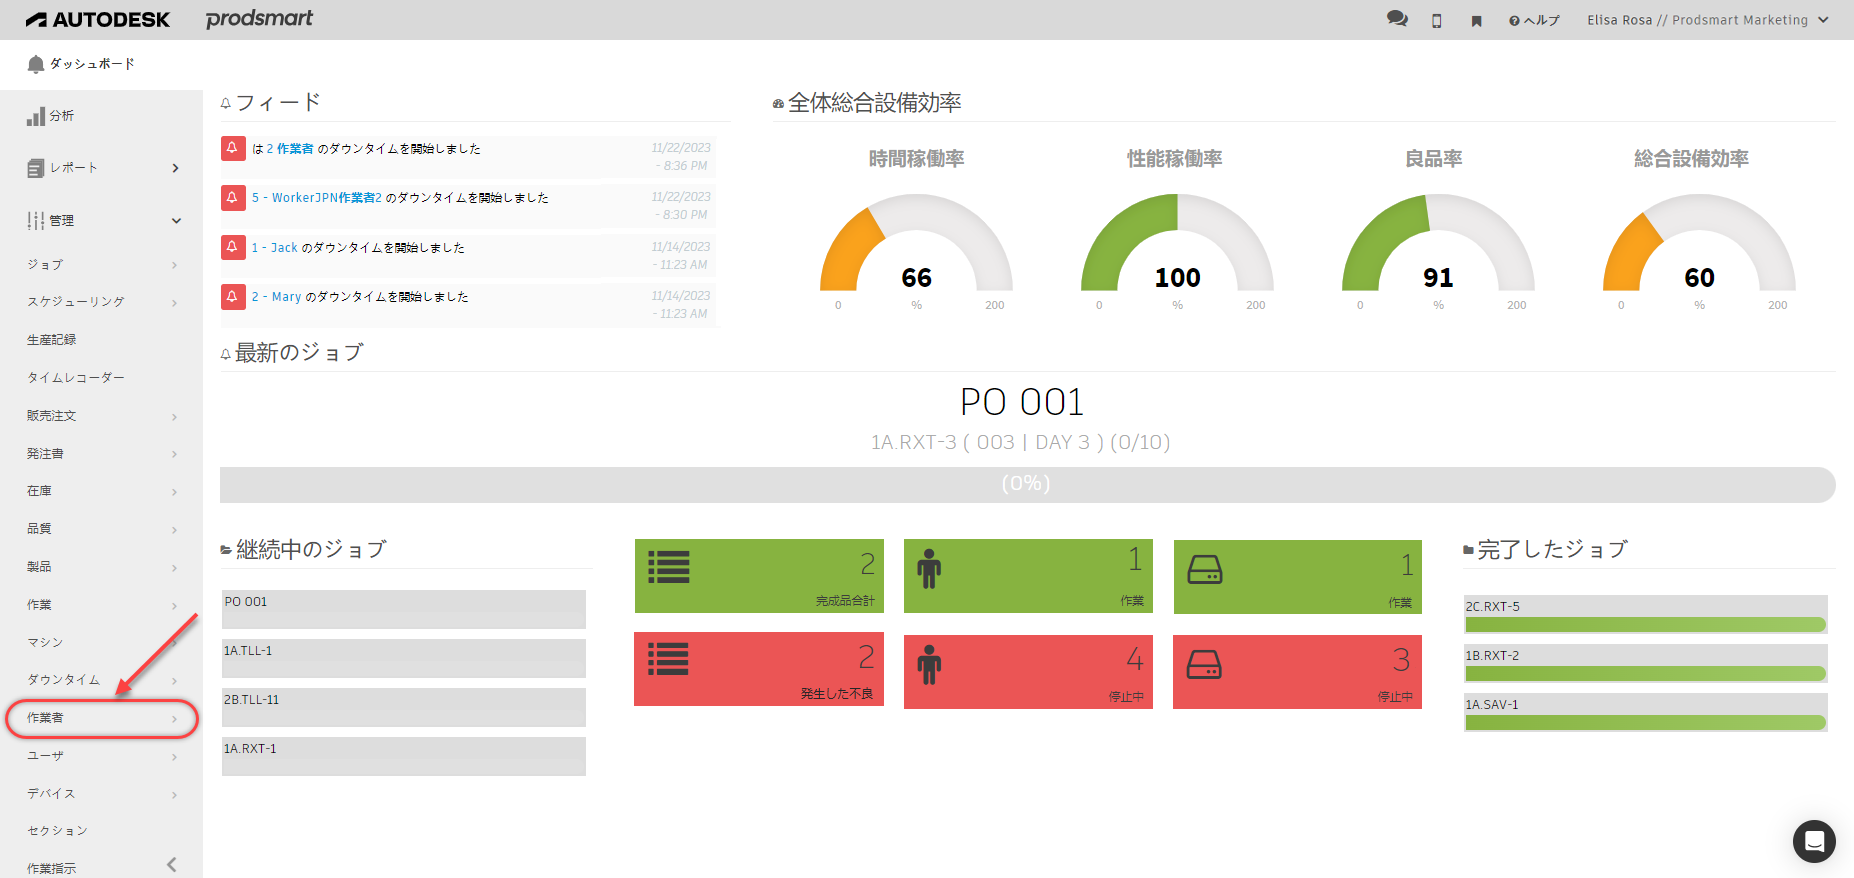 AUTODESK prodsmart
ヘルプ Elisa Rosa // Prodsmart Marketing
ダッシュボード
分析
レポート
管理
ジョブ
スケジューリング
生産記録
タイムレコーダー
販売注文
発注書
在庫
品質
製品
作業
マシン
ダウンタイム
作業者
ユーザ
デバイス
セクション
作業指示
フィード
は 2 作業者 のダウンタイムを開始しました
11/22/2023
- 8:36 PM
5 - WorkerJPN作業者2 のダウンタイムを開始しました
11/22/2023
- 8:30 PM
1 - Jack のダウンタイムを開始しました
11/14/2023
- 11:23 AM
2 - Mary のダウンタイムを開始しました
11/14/2023
- 11:23 AM
全体総合設備効率
時間稼働率
66
0 % 200
性能稼働率
100
0 % 200
良品率
91
0 % 200
総合設備効率
60
0 % 200
最新のジョブ
PO 001
1A.RXT-3 ( 003 | DAY 3 ) (0/10)
(0%)
継続中のジョブ
PO 001
1A.TLL-1
2B.TLL-11
1A.RXT-1
2
完成品合計
1
作業
1
作業
2
発生した不良
4
停止中
3
停止中
完了したジョブ
2C.RXT-5
1B.RXT-2
1A.SAV-1